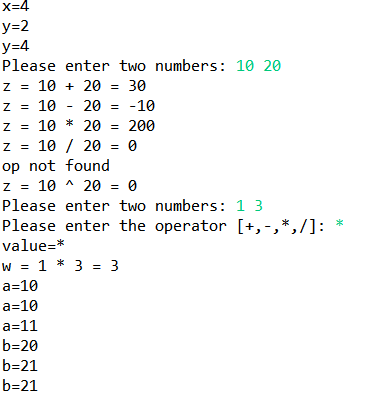 x=4
y=2
y=4
Please enter two numbers: 10 20
z = 10 + 20 = 30
z = 10 - 20 = -10
z = 10 * 20 = 200
z = 10 / 20 = 0
op not found
z = 10 ^ 20 = 0
Please enter two numbers: 1 3
Please enter the operator [+,-,*,/]: *
value=*
w = 1 * 3 = 3
a=10
a=10
a=11
b=20
b=21
b=21